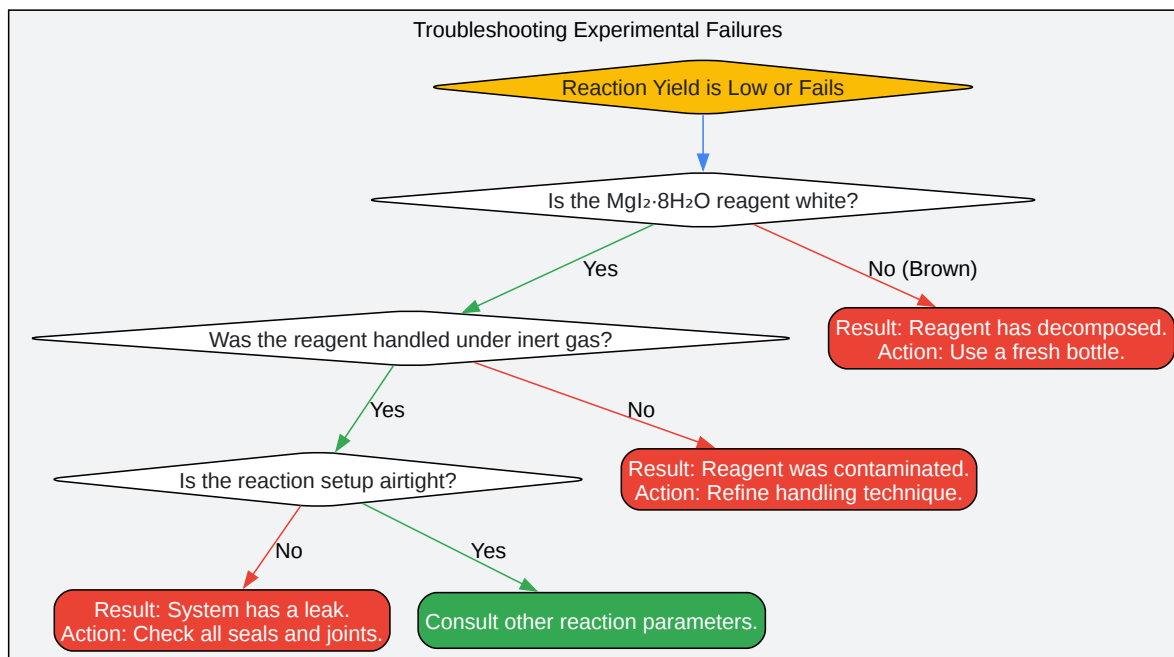 Troubleshooting Experimental Failures
Reaction Yield is Low or Fails
Is the MgI₂·8H₂O reagent white?
Yes
No (Brown)
Was the reagent handled under inert gas?
Result: Reagent has decomposed.
Action: Use a fresh bottle.
Yes
No
Is the reaction setup airtight?
Result: Reagent was contaminated.
Action: Refine handling technique.
No
Yes
Result: System has a leak.
Action: Check all seals and joints.
Consult other reaction parameters.